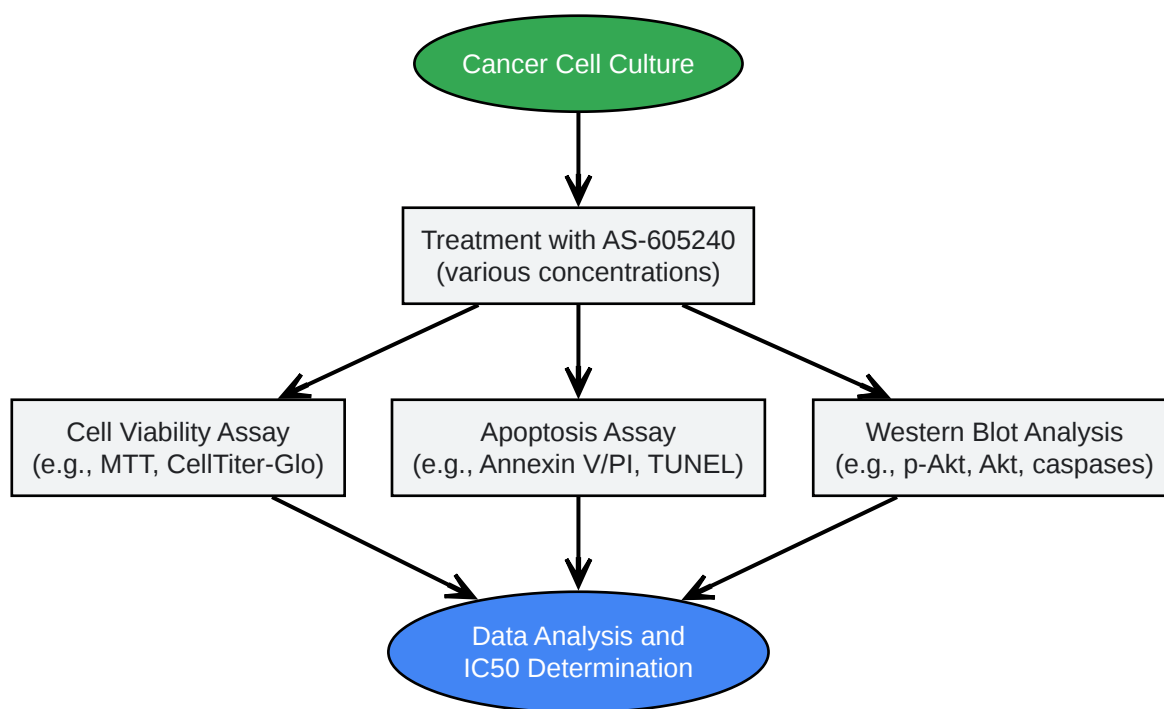 Cancer Cell Culture
Treatment with AS-605240
(various concentrations)
Cell Viability Assay
(e.g., MTT, CellTiter-Glo)
Apoptosis Assay
(e.g., Annexin V/PI, TUNEL)
Western Blot Analysis
(e.g., p-Akt, Akt, caspases)
Data Analysis and
IC50 Determination